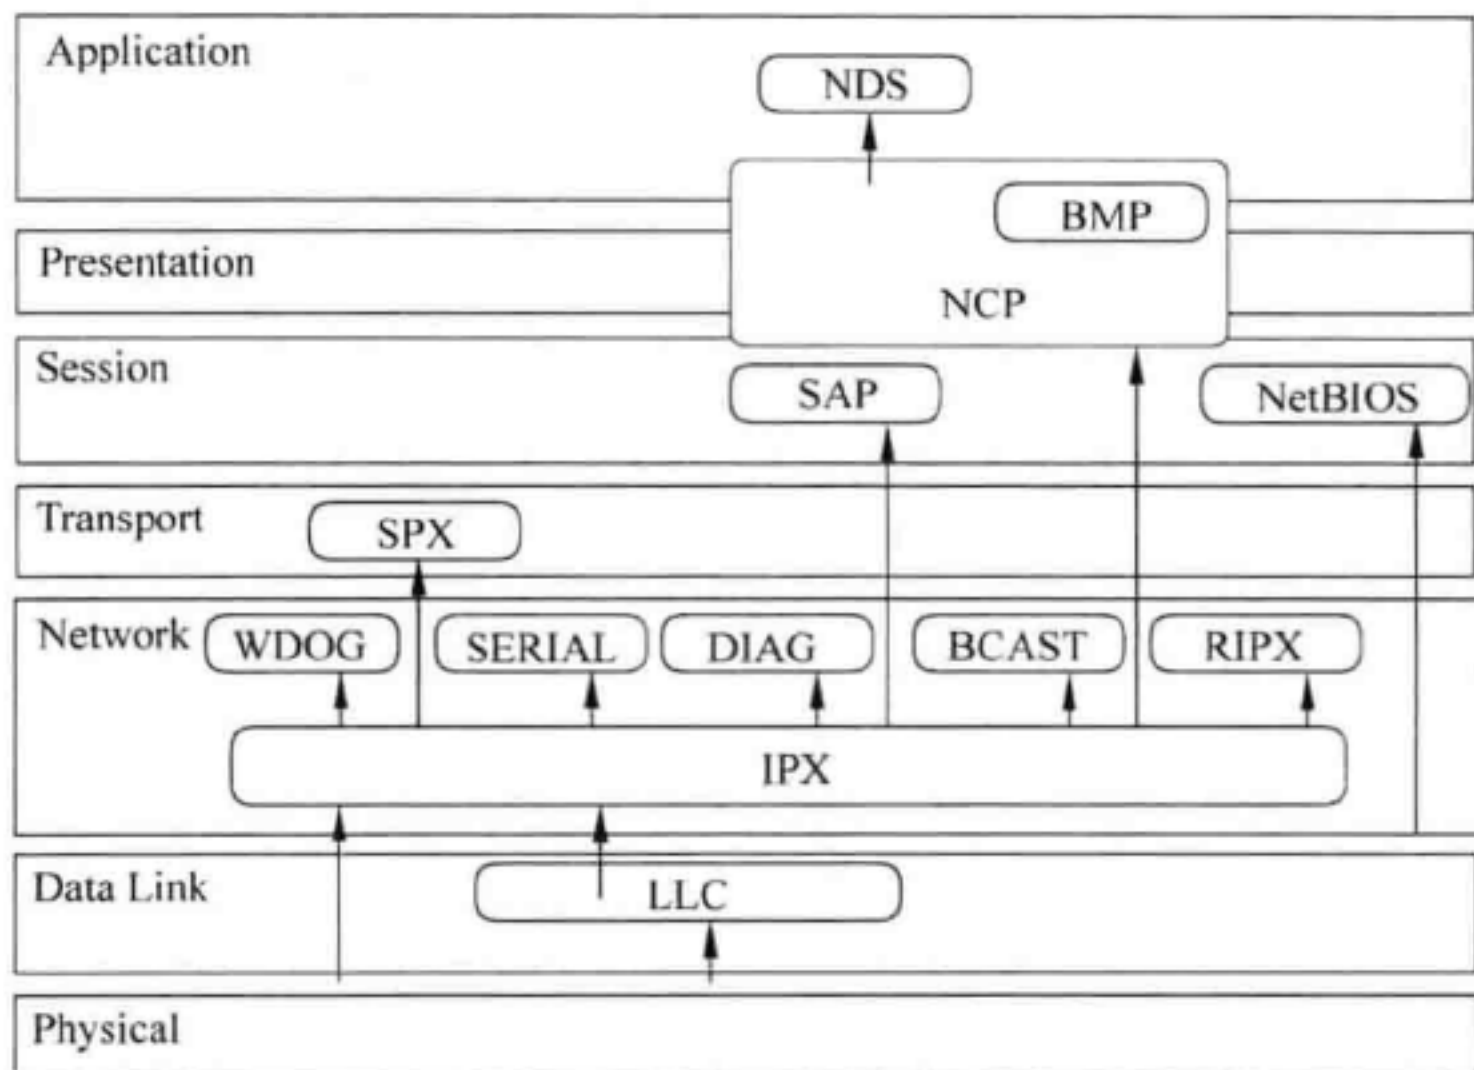 Application
NDS
BMP
Presentation
NCP
Session
SAP
NetBIOS
Transport
SPX
Network
WDOG
SERIAL
DIAG
BCAST
RIPX
IPX
Data Link
LLC
Physical